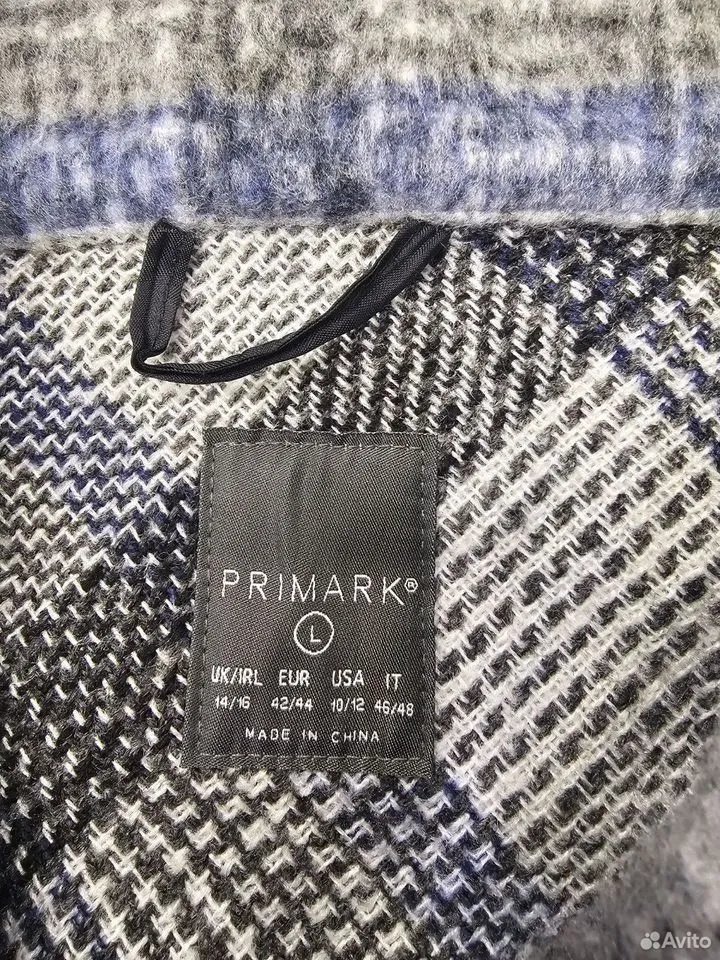 PRIMARK®
L
UK/IRL EUR USA IT
14/16 42/44 10/12 46/48
MADE IN CHINA
Avito